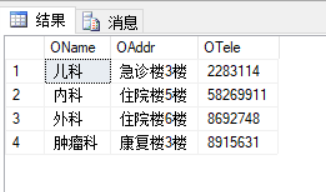 结果 消息
OName OAddr OTele
1 儿科 急诊楼3楼 2283114
2 内科 住院楼5楼 58269911
3 外科 住院楼6楼 8692748
4 肿瘤科 康复楼3楼 8915631